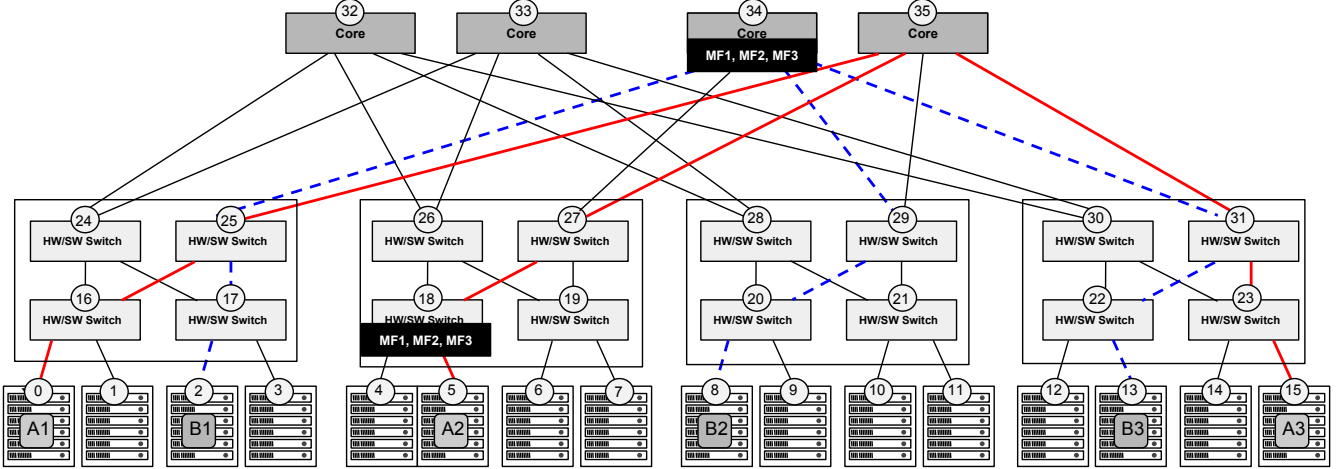 32 33 34 35
Core Core Core Core
MF1, MF2, MF3
24 25 26 27 28 29 30 31
HW/SW Switch HW/SW Switch HW/SW Switch HW/SW Switch HW/SW Switch HW/SW Switch HW/SW Switch HW/SW Switch
16 17 18 19 20 21 22 23
HW/SW Switch HW/SW Switch HW/SW Switch HW/SW Switch HW/SW Switch HW/SW Switch HW/SW Switch HW/SW Switch
MF1, MF2, MF3
0 1 2 3 4 5 6 7 8 9 10 11 12 13 14 15
A1 B1 A2 B2 B3 A3